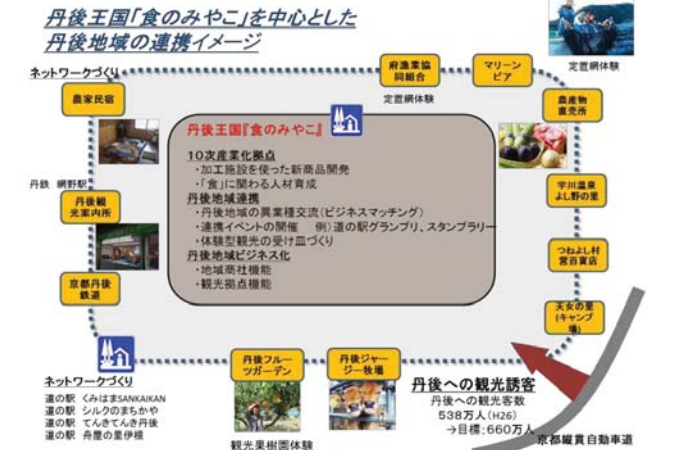 丹後王国「食のみやこ」を中心とした
丹後地域の連携イメージ
ネットワークづくり
農家民宿
丹鉄 網野駅
丹後観
光案内所
京都丹後
鉄道
府漁業協
同組合
定置網体験
マリーン
ピア
定置網体験
農産物
直売所
宇川温泉
よし野の里
つねよし村
営百貨店
天女の里
(キャンプ
場)
丹後王国『食のみやこ』
10次産業化拠点
・加工施設を使った新商品開発
・「食」に関わる人材育成
丹後地域連携
・丹後地域の異業種交流(ビジネスマッチング)
・連携イベントの開催 例)道の駅グランプリ、スタンプラリー
・体験型観光の受け皿づくり
丹後地域ビジネス化
・地域商社機能
・観光拠点機能
ネットワークづくり
道の駅 くみはまSANKAIKAN
道の駅 シルクのまちかや
道の駅 てんきてんき丹後
道の駅 舟屋の里伊根
丹後フルー
ツガーデン
観光果樹園体験
丹後ジャー
ジー牧場
丹後への観光誘客
丹後への観光客数
538万人(H26)
→目標:660万人
京都縦貫自動車道